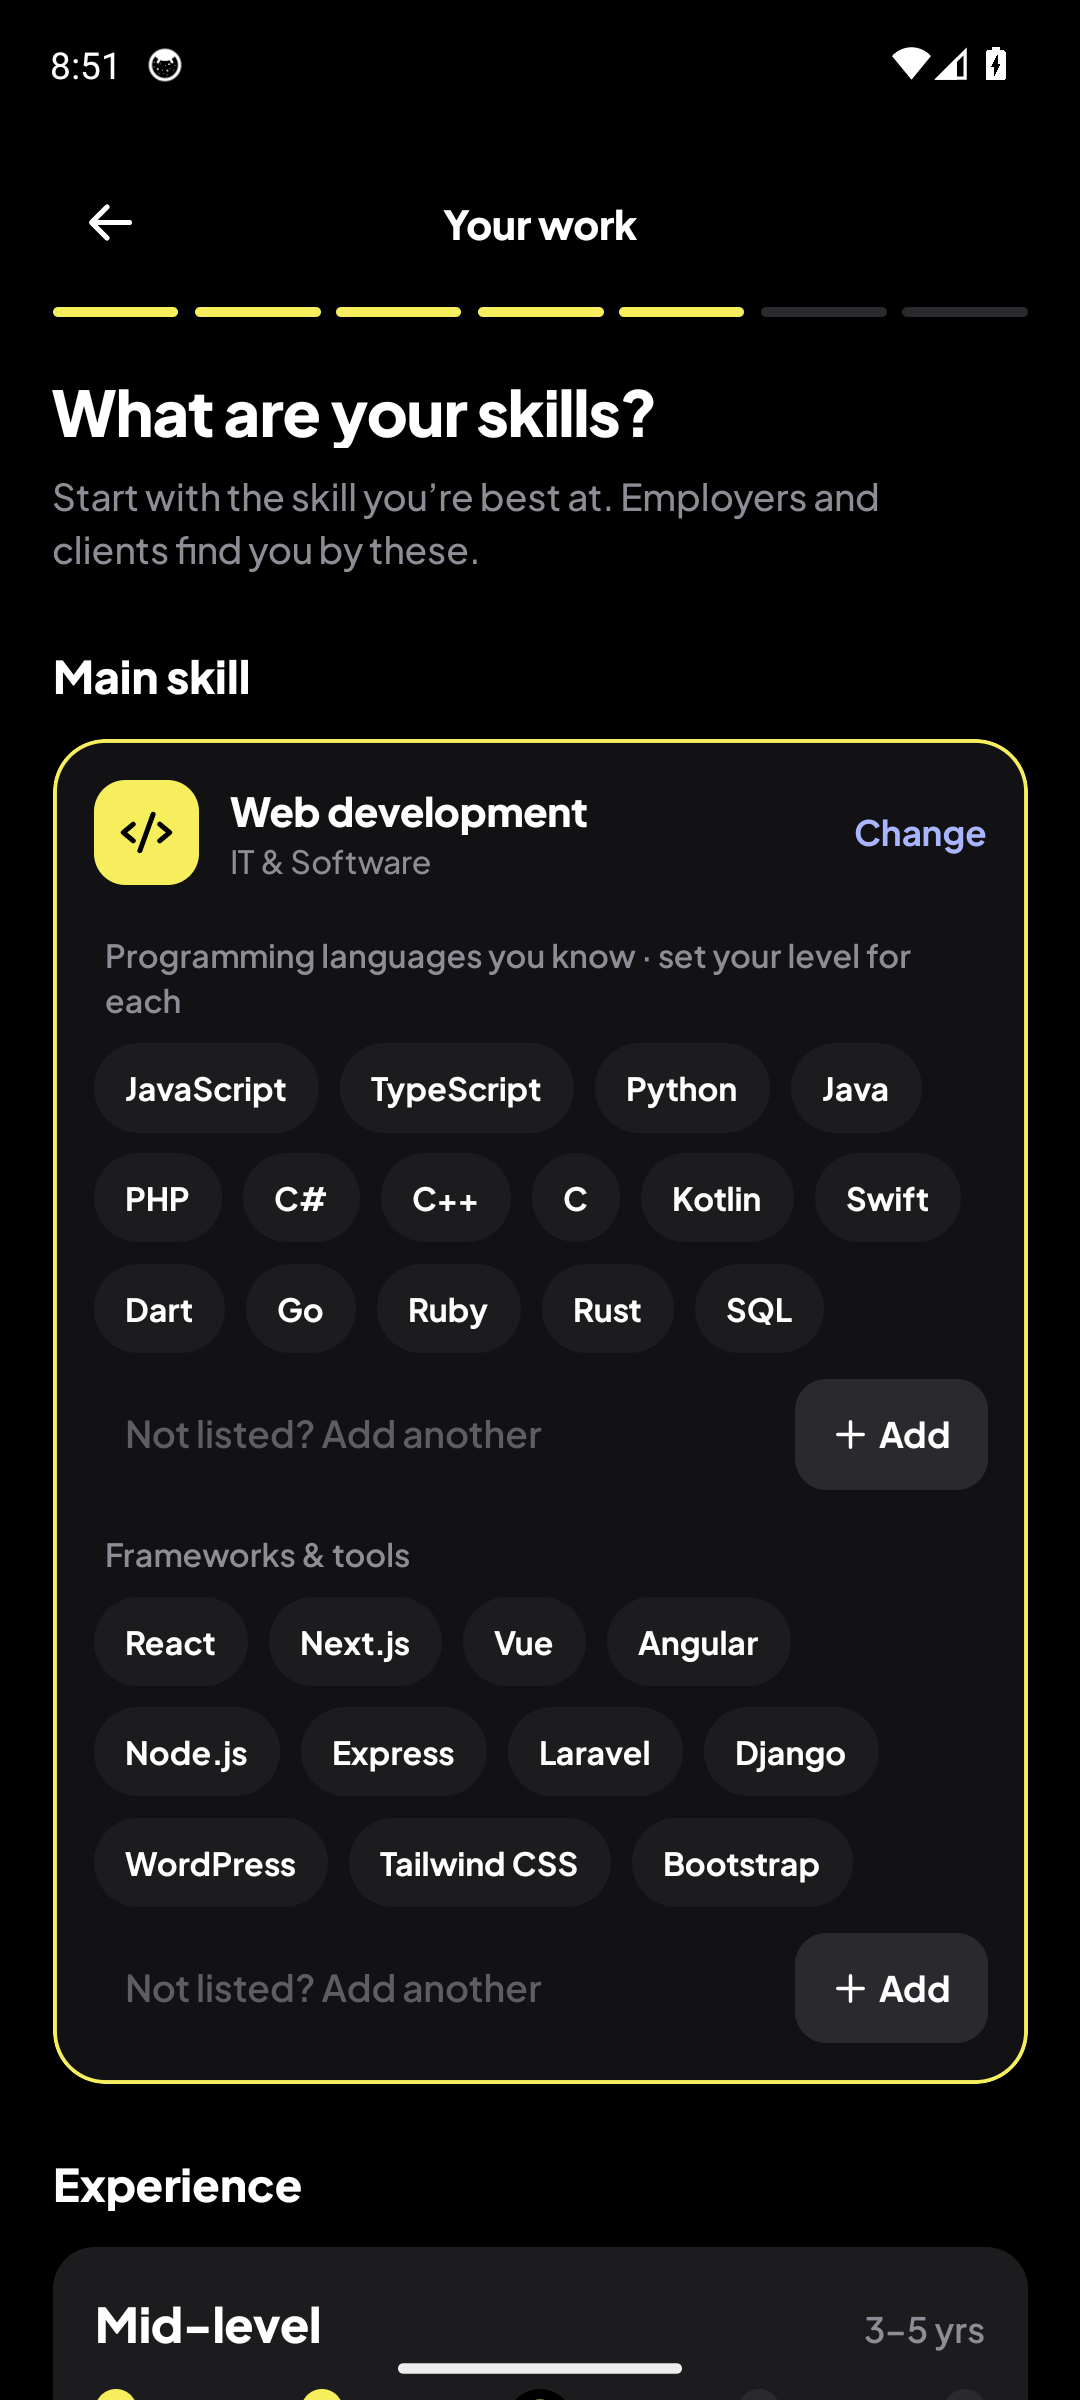 8:51
Your work
What are your skills?
Start with the skill you’re best at. Employers and
clients find you by these.
Main skill
Web development
IT & Software
Change
Programming languages you know · set your level for
each
JavaScript TypeScript Python Java
PHP C# C++ C Kotlin Swift
Dart Go Ruby Rust SQL
Not listed? Add another + Add
Frameworks & tools
React Next.js Vue Angular
Node.js Express Laravel Django
WordPress Tailwind CSS Bootstrap
Not listed? Add another + Add
Experience
Mid-level 3–5 yrs